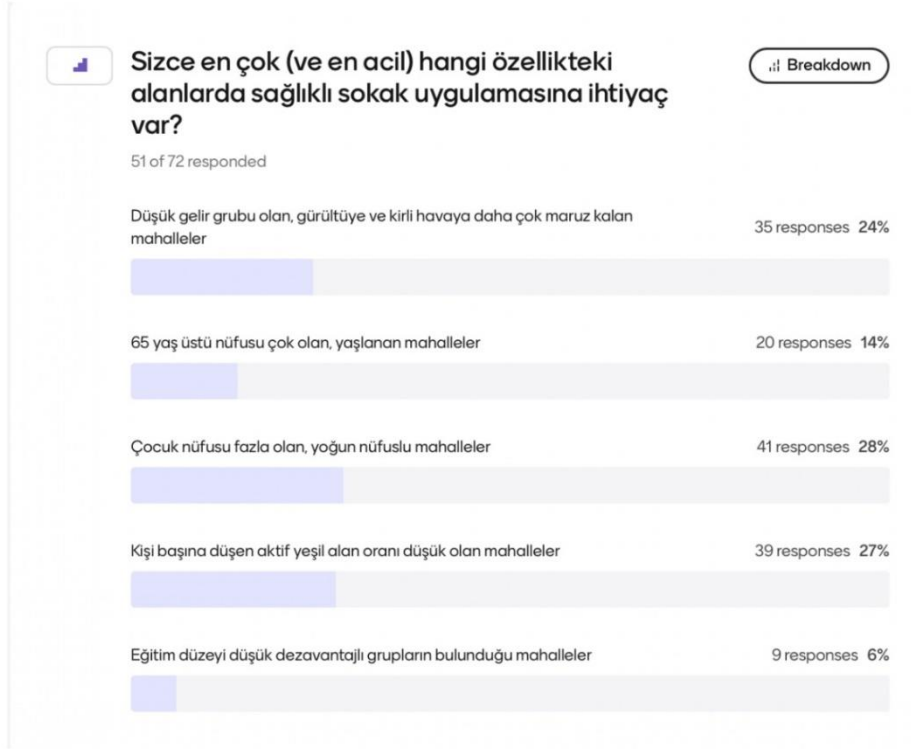 Sizce en çok (ve en acil) hangi özellikteki
alanlarda sağlıklı sokak uygulamasına ihtiyaç
var?
Breakdown
51 of 72 responded
Düşük gelir grubu olan, gürültüye ve kirli havaya daha çok maruz kalan
mahalleler
35 responses 24%
65 yaş üstü nüfusu çok olan, yaşlanan mahalleler
20 responses 14%
Çocuk nüfusu fazla olan, yoğun nüfuslu mahalleler
41 responses 28%
Kişi başına düşen aktif yeşil alan oranı düşük olan mahalleler
39 responses 27%
Eğitim düzeyi düşük dezavantajlı grupların bulunduğu mahalleler
9 responses 6%